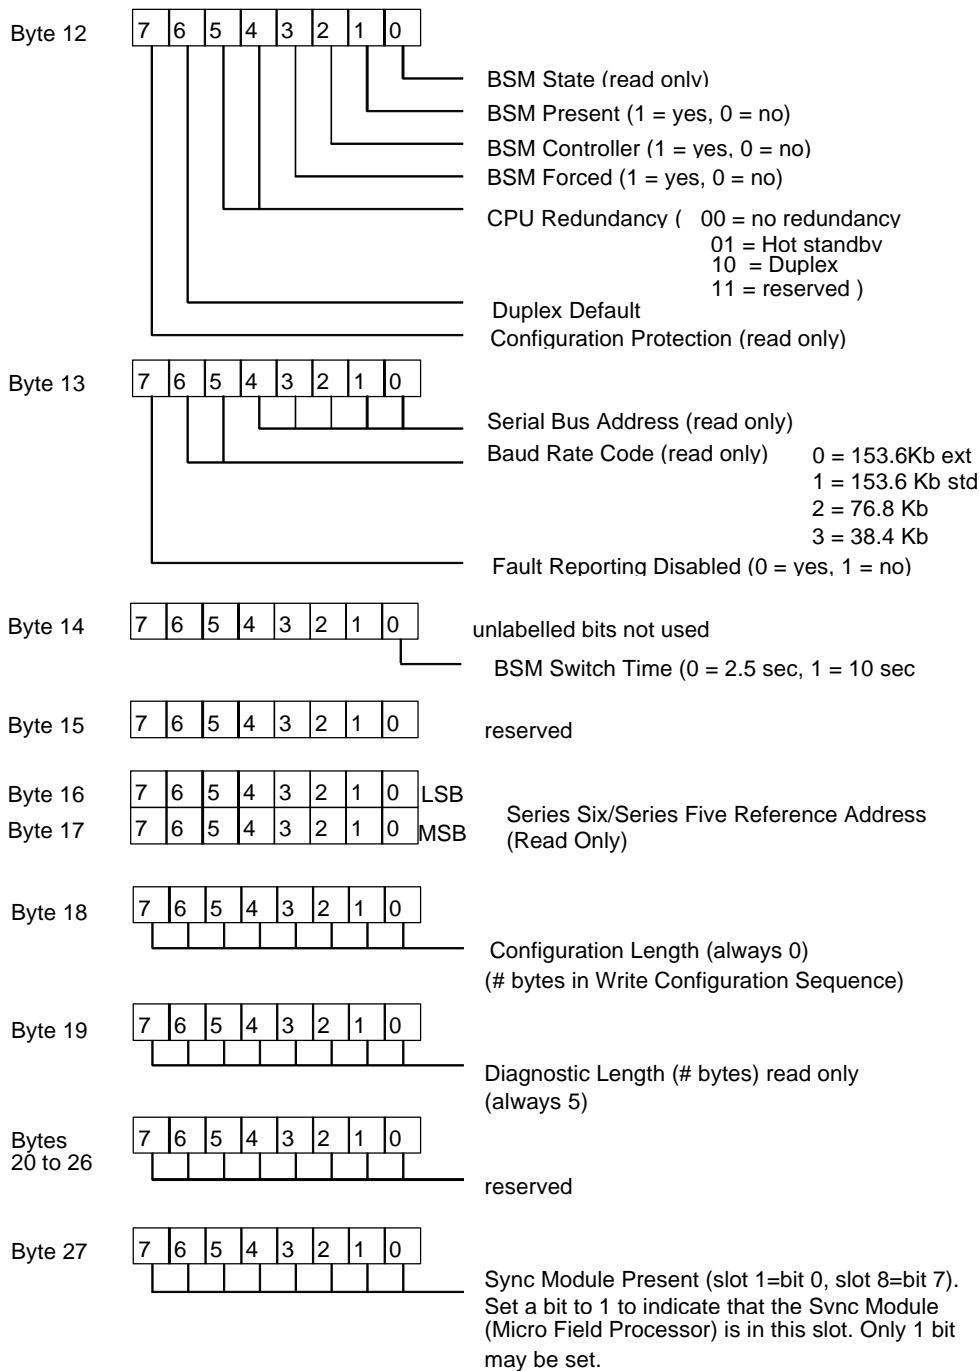 Byte 12 7 6 5 4 3 2 1 0
BSM State (read only)
BSM Present (1 = yes, 0 = no)
BSM Controller (1 = yes, 0 = no)
BSM Forced (1 = yes, 0 = no)
CPU Redundancy ( 00 = no redundancy
01 = Hot standby
10 = Duplex
11 = reserved )
Duplex Default
Configuration Protection (read only)
Byte 13 7 6 5 4 3 2 1 0
Serial Bus Address (read only)
Baud Rate Code (read only) 0 = 153.6Kb ext
1 = 153.6 Kb std
2 = 76.8 Kb
3 = 38.4 Kb
Fault Reporting Disabled (0 = yes, 1 = no)
Byte 14 7 6 5 4 3 2 1 0 unlabelled bits not used
BSM Switch Time (0 = 2.5 sec, 1 = 10 sec
Byte 15 7 6 5 4 3 2 1 0 reserved
Byte 16 7 6 5 4 3 2 1 0 LSB
Byte 17 7 6 5 4 3 2 1 0 MSB
Series Six/Series Five Reference Address
(Read Only)
Byte 18 7 6 5 4 3 2 1 0
Configuration Length (always 0)
(# bytes in Write Configuration Sequence)
Byte 19 7 6 5 4 3 2 1 0
Diagnostic Length (# bytes) read only
(always 5)
Bytes 7 6 5 4 3 2 1 0
20 to 26
reserved
Byte 27 7 6 5 4 3 2 1 0
Sync Module Present (slot 1=bit 0, slot 8=bit 7).
Set a bit to 1 to indicate that the Sync Module
(Micro Field Processor) is in this slot. Only 1 bit
may be set.